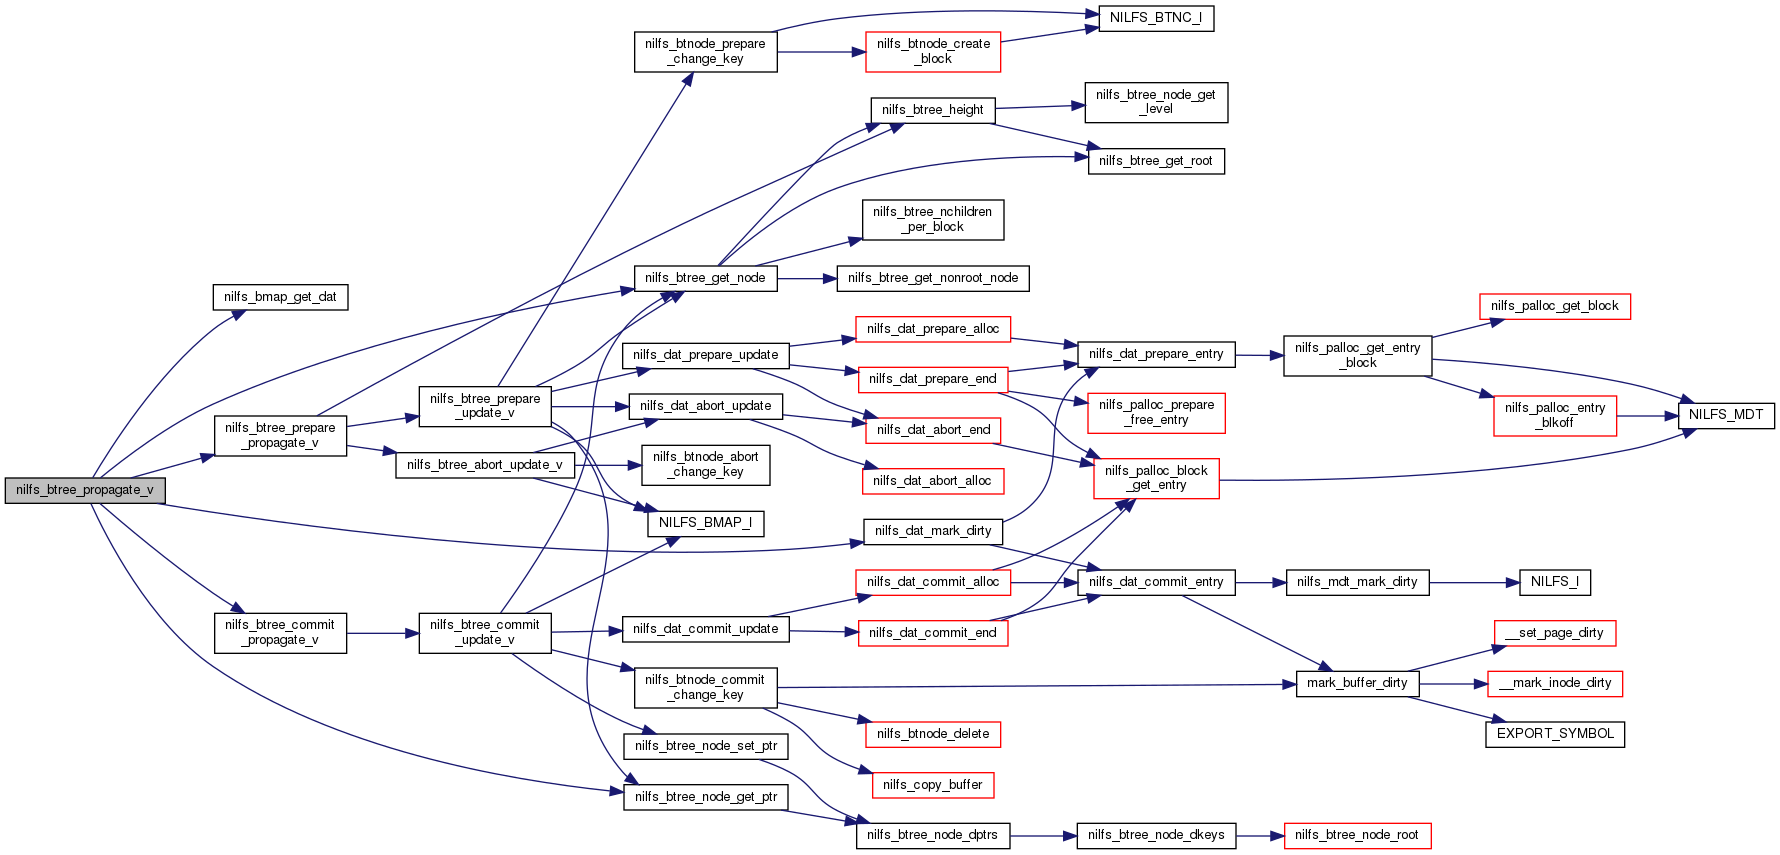 nilfs_btree_propagate_v
nilfs_bmap_get_dat
nilfs_btree_prepare
_propagate_v
nilfs_btree_commit
_propagate_v
nilfs_btree_prepare
_update_v
nilfs_btree_abort_update_v
nilfs_btree_commit
_update_v
nilfs_btnode_prepare
_change_key
nilfs_btree_get_node
nilfs_dat_prepare_update
nilfs_dat_abort_update
nilfs_btnode_abort
_change_key
NILFS_BMAP_I
nilfs_dat_commit_update
nilfs_btnode_commit
_change_key
nilfs_btree_node_set_ptr
nilfs_btree_node_get_ptr
nilfs_btnode_create
_block
nilfs_btree_height
nilfs_btree_nchildren
_per_block
nilfs_btree_get_nonroot_node
nilfs_dat_prepare_alloc
nilfs_dat_prepare_end
nilfs_dat_abort_end
nilfs_dat_abort_alloc
nilfs_dat_mark_dirty
nilfs_dat_commit_alloc
nilfs_dat_commit_end
nilfs_btnode_delete
nilfs_copy_buffer
nilfs_btree_node_dptrs
NILFS_BTNC_I
nilfs_btree_node_get
_level
nilfs_btree_get_root
nilfs_dat_prepare_entry
nilfs_palloc_prepare
_free_entry
nilfs_palloc_block
_get_entry
nilfs_dat_commit_entry
nilfs_btree_node_dkeys
nilfs_palloc_get_entry
_block
nilfs_mdt_mark_dirty
mark_buffer_dirty
nilfs_btree_node_root
nilfs_palloc_get_block
nilfs_palloc_entry
_blkoff
NILFS_I
__set_page_dirty
__mark_inode_dirty
EXPORT_SYMBOL
NILFS_MDT